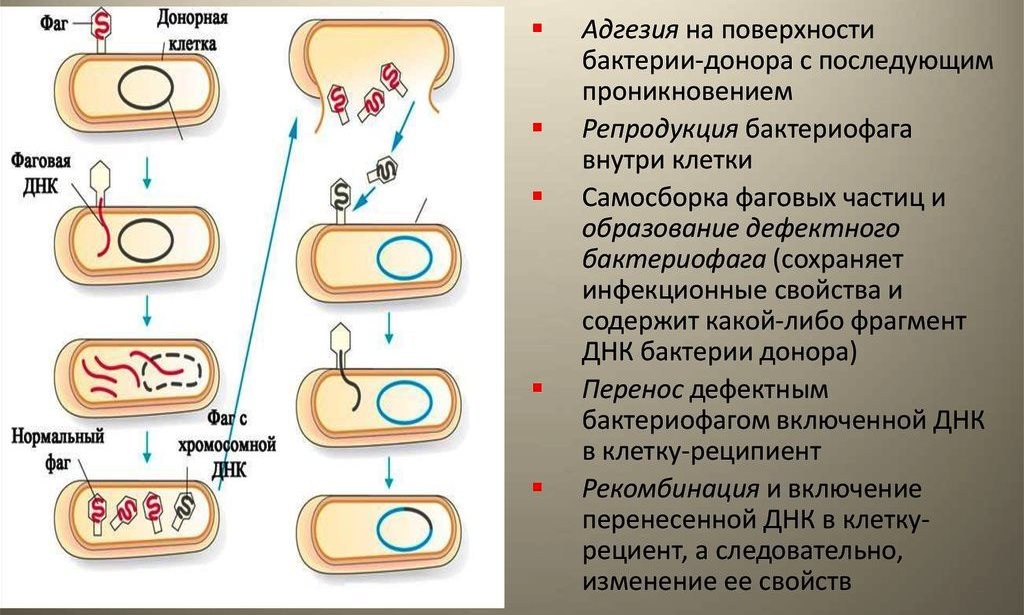 Фаг
Донорная
клетка
Фаговая
ДНК
Нормальный
фаг
Фаг с
хромосомной
ДНК
Адгезия на поверхности
бактерии-донора с последующим
проникновением
Репродукция бактериофага
внутри клетки
Самосборка фаговых частиц и
образование дефектного
бактериофага (сохраняет
инфекционные свойства и
содержит какой-либо фрагмент
ДНК бактерии донора)
Перенос дефектным
бактериофагом включенной ДНК
в клетку-реципиент
Рекомбинация и включение
перенесенной ДНК в клетку-
рециент, а следовательно,
изменение ее свойств